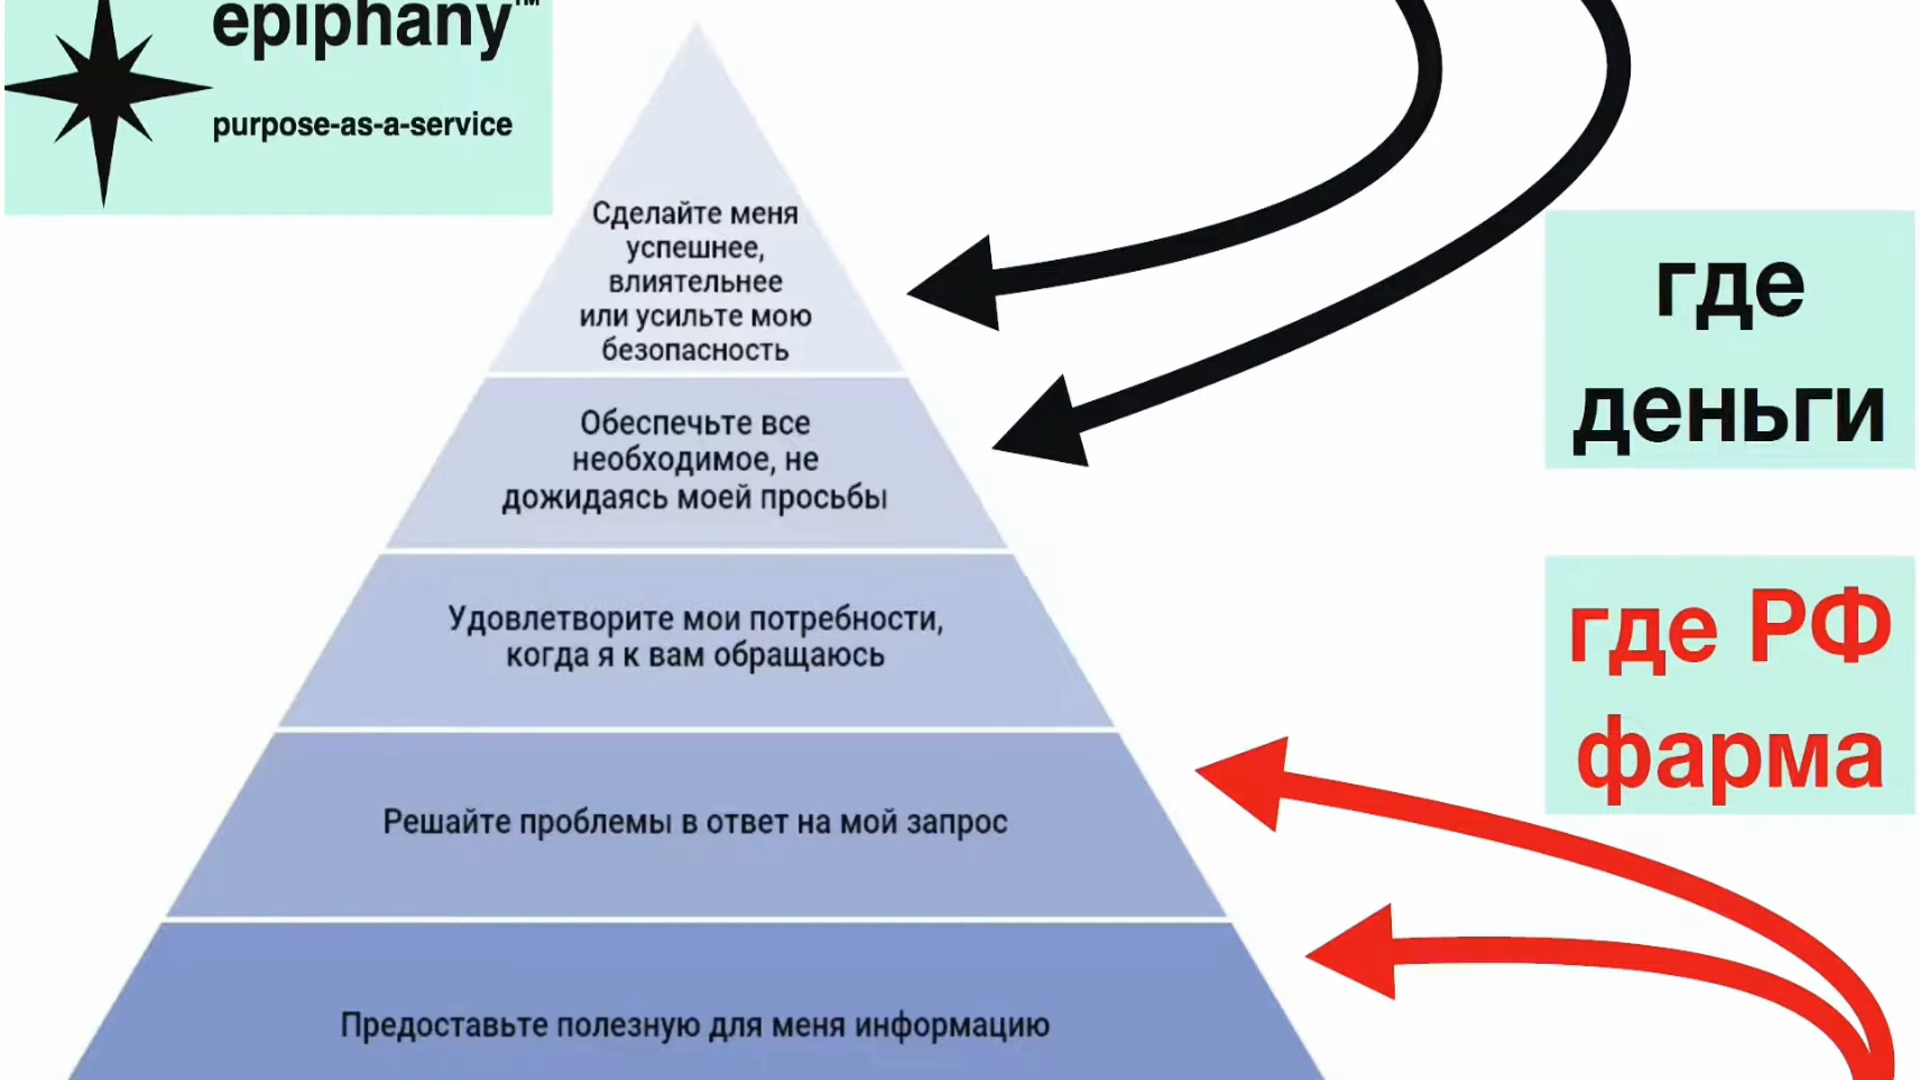 epiphany™
purpose-as-a-service
Сделайте меня
успешнее,
влиятельнее
или усильте мою
безопасность
Обеспечьте все
необходимое, не
дожидаясь моей просьбы
Удовлетворите мои потребности,
когда я к вам обращаюсь
Решайте проблемы в ответ на мой запрос
Предоставьте полезную для меня информацию
где
деньги
где РФ
фарма